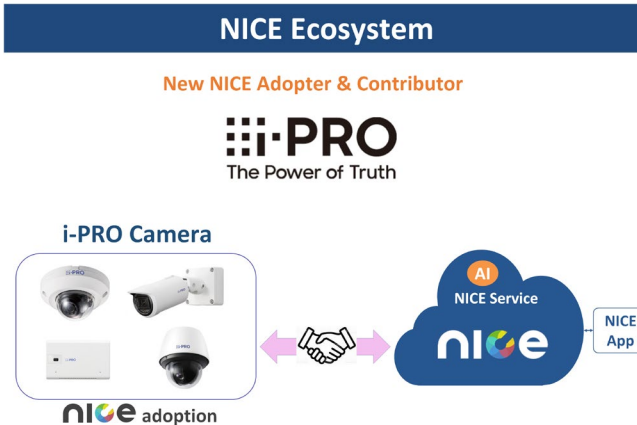 NICE Ecosystem
New NICE Adopter & Contributor
i-PRO
The Power of Truth
i-PRO Camera
i-PRO
i-PRO
i-PRO
AI
NICE Service
nice
NICE
App
nice adoption